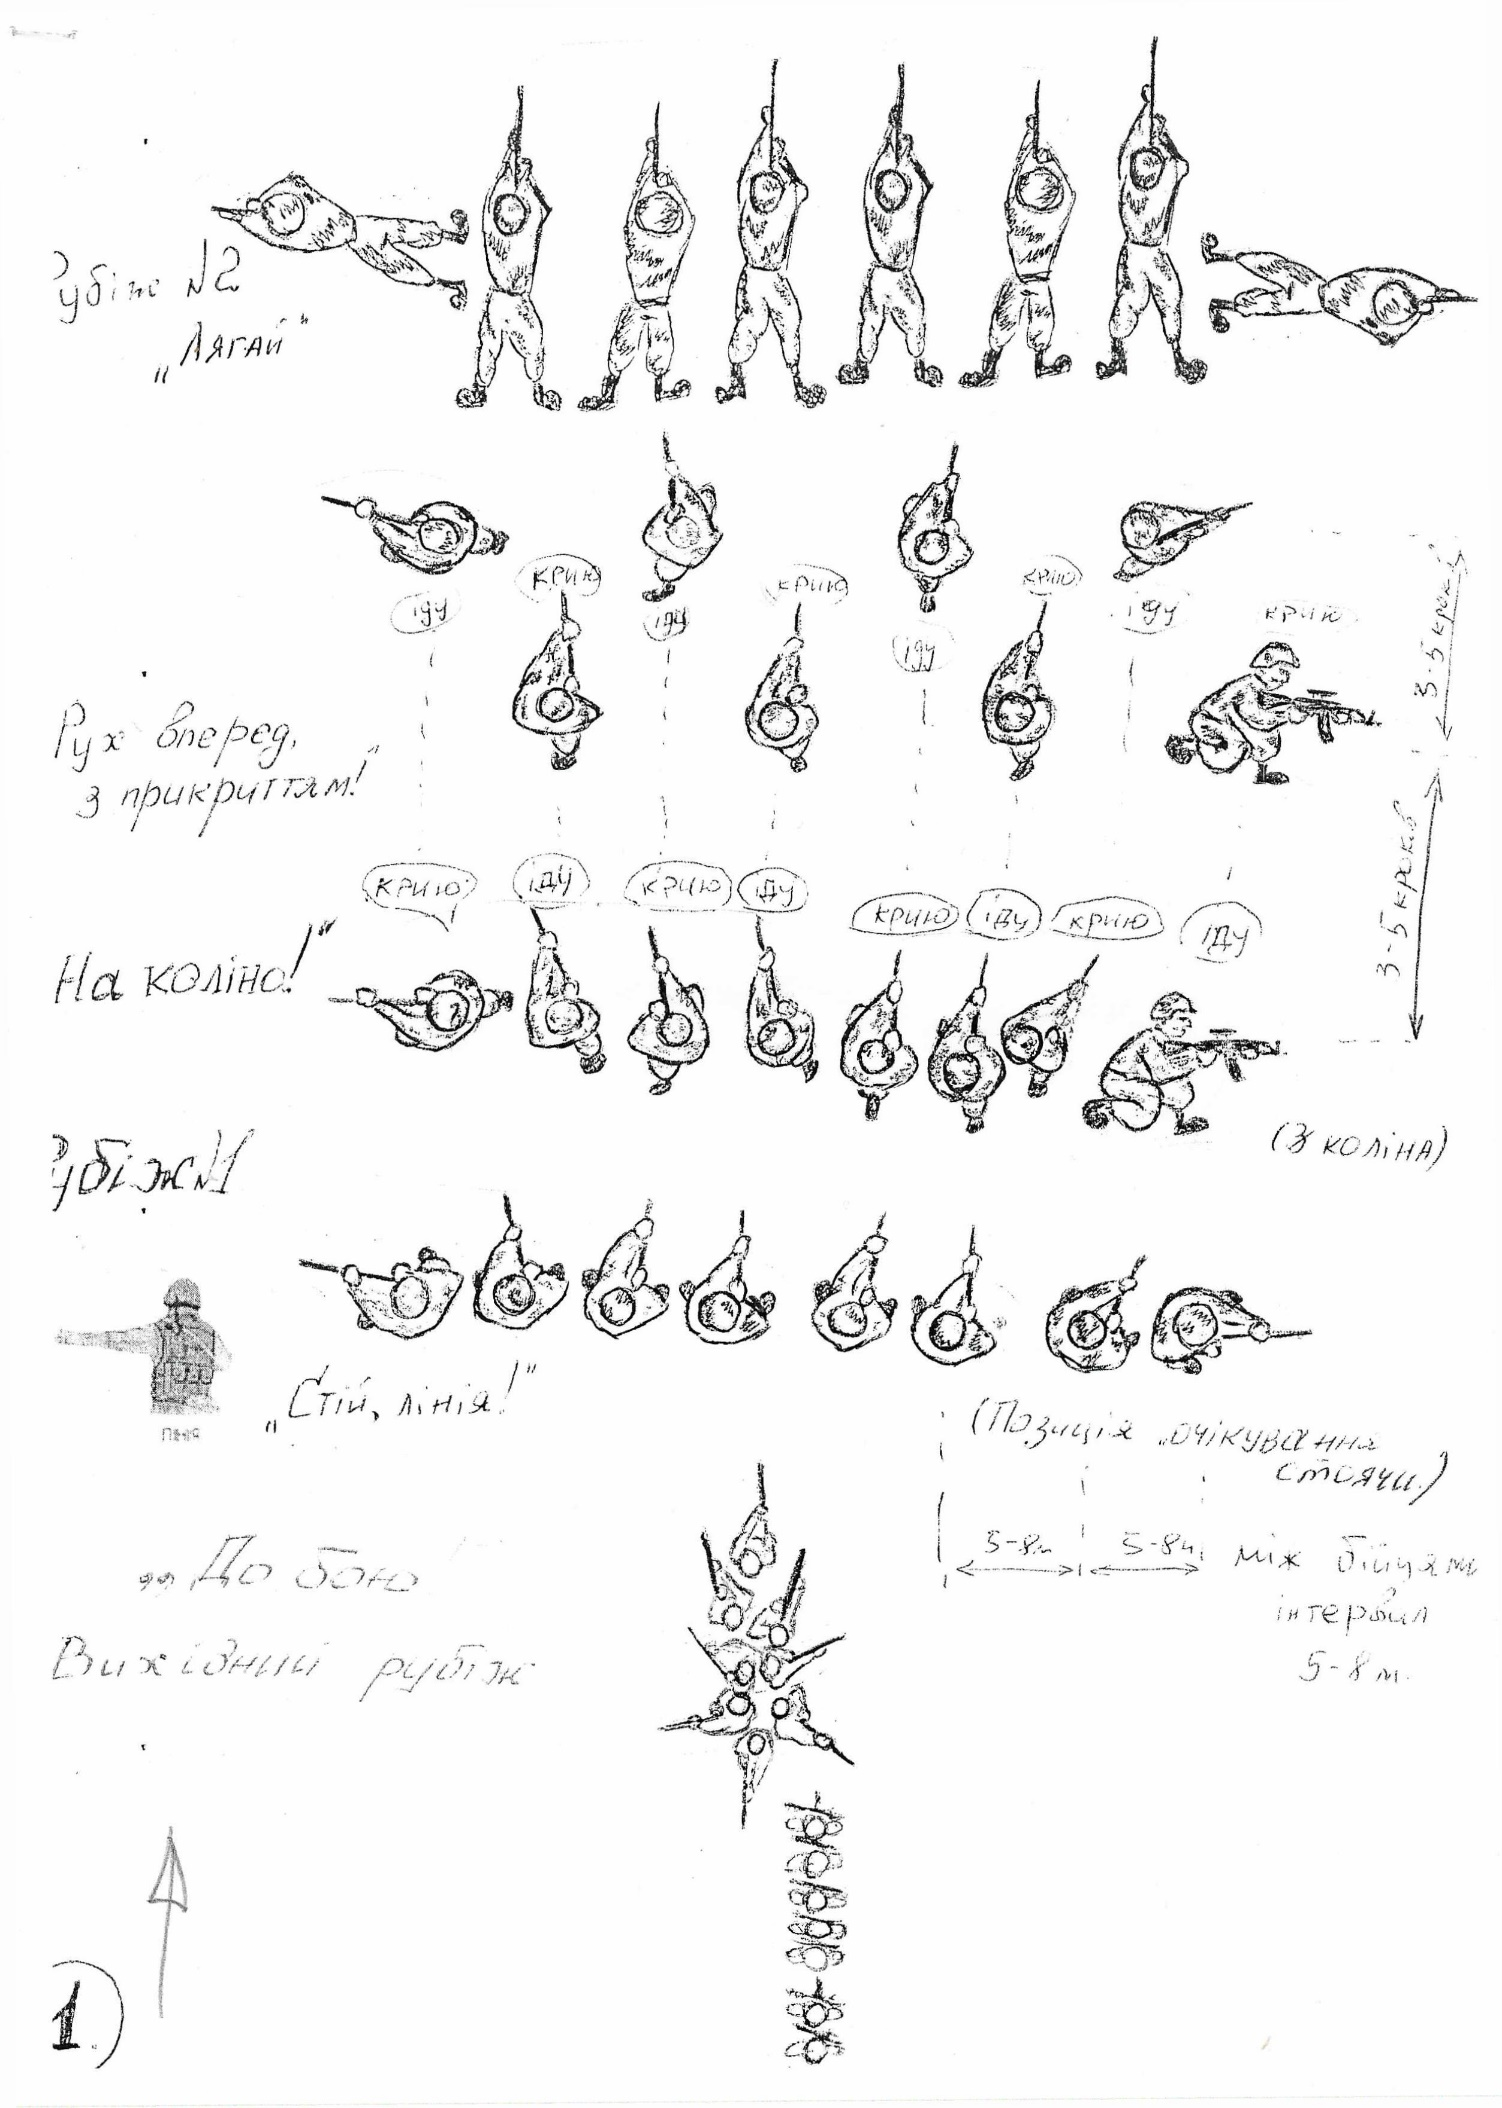 Рубіж №2
„Лягай"
крию
крию
крию
іду
іду
іду
іду
крию
3-5 крок.
Рух вперед,
з прикриттям!"
3-5 кроків
крию
іду
крию
іду
крию
іду
крию
іду
На коліно!"
(З коліна)
Рубіж №1
„Стій, лінія!"
лінія
(Позиція очікування
стоячи.)
„До бою
5-8м
5-8м
між бійцями
інтервал
5-8 м.
Вихідний рубіж
1.)